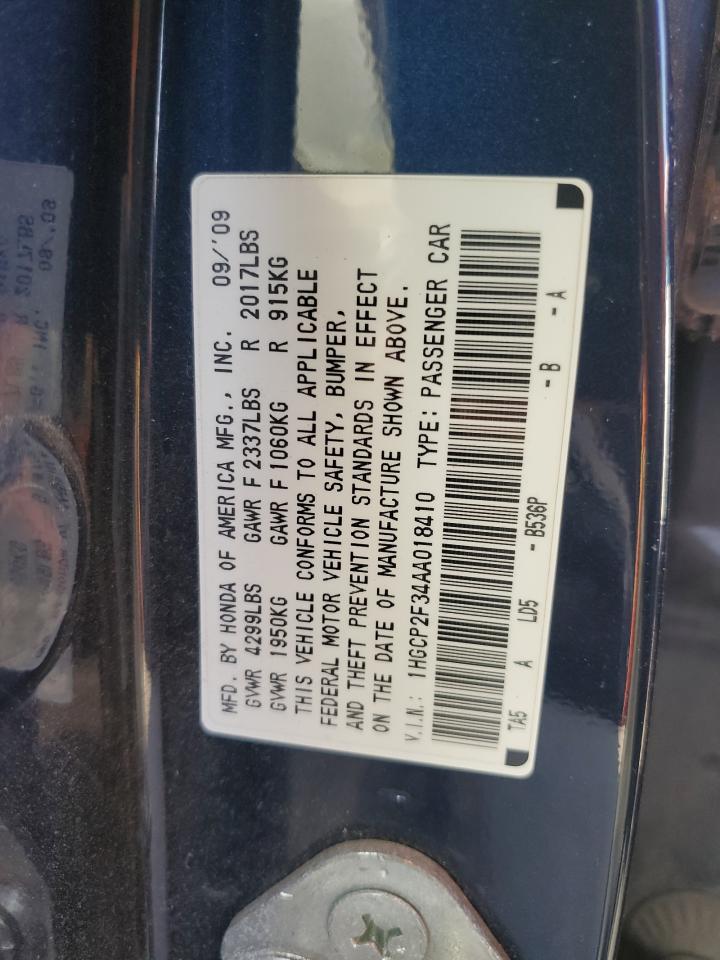 MFD. BY HONDA OF AMERICA MFG., INC. 09/'09
GVWR 4299LBS GAWR F 2337LBS R 2017LBS
GVWR 1950KG GAWR F 1060KG R 915KG
THIS VEHICLE CONFORMS TO ALL APPLICABLE
FEDERAL MOTOR VEHICLE SAFETY, BUMPER,
AND THEFT PREVENTION STANDARDS IN EFFECT
ON THE DATE OF MANUFACTURE SHOWN ABOVE.
V.I.N.: 1HGCP2F34AA018410 TYPE: PASSENGER CAR
TA5 A LD5 - B536P - B - A